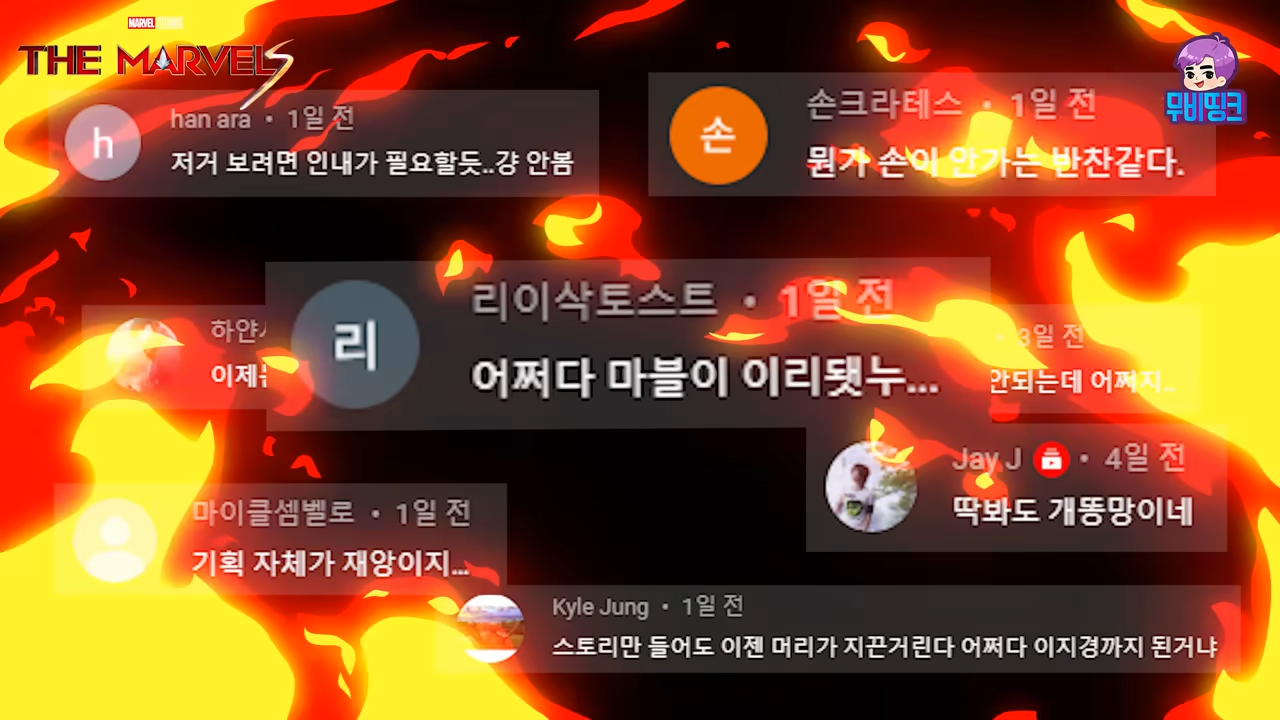 MARVEL STUDIOS
THE MARVELS
무비띵크
h
han ara • 1일 전
저거 보려면 인내가 필요할듯..걍 안봄
손
손크라테스 • 1일 전
뭔가 손이 안가는 반찬같다.
리
리이삭토스트 • 1일 전
어쩌다 마블이 이리됐누...
하얀
이제
• 3일 전
안되는데 어쩌지..
Jay J • 4일 전
딱봐도 개똥망이네
마이클셈벨로 • 1일 전
기획 자체가 재앙이지...
Kyle Jung • 1일 전
스토리만 들어도 이젠 머리가 지끈거린다 어쩌다 이지경까지 된거냐